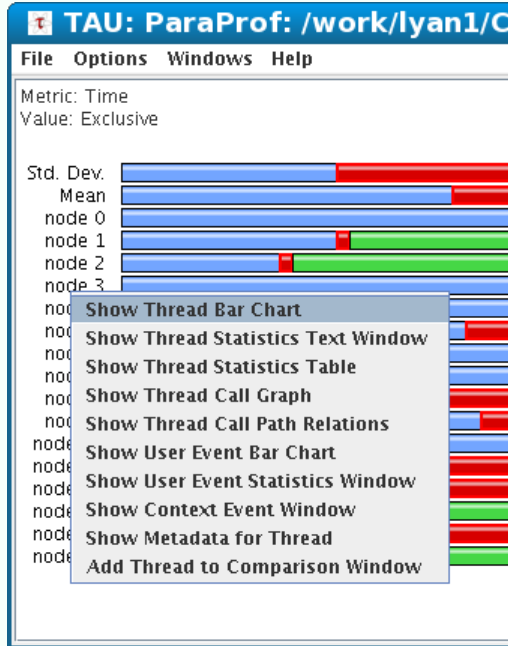 τ TAU: ParaProf: /work/lyan1/C
File Options Windows Help
Metric: Time
Value: Exclusive
Std. Dev.
Mean
node 0
node 1
node 2
node 3
Show Thread Bar Chart
Show Thread Statistics Text Window
Show Thread Statistics Table
Show Thread Call Graph
Show Thread Call Path Relations
Show User Event Bar Chart
Show User Event Statistics Window
Show Context Event Window
Show Metadata for Thread
Add Thread to Comparison Window